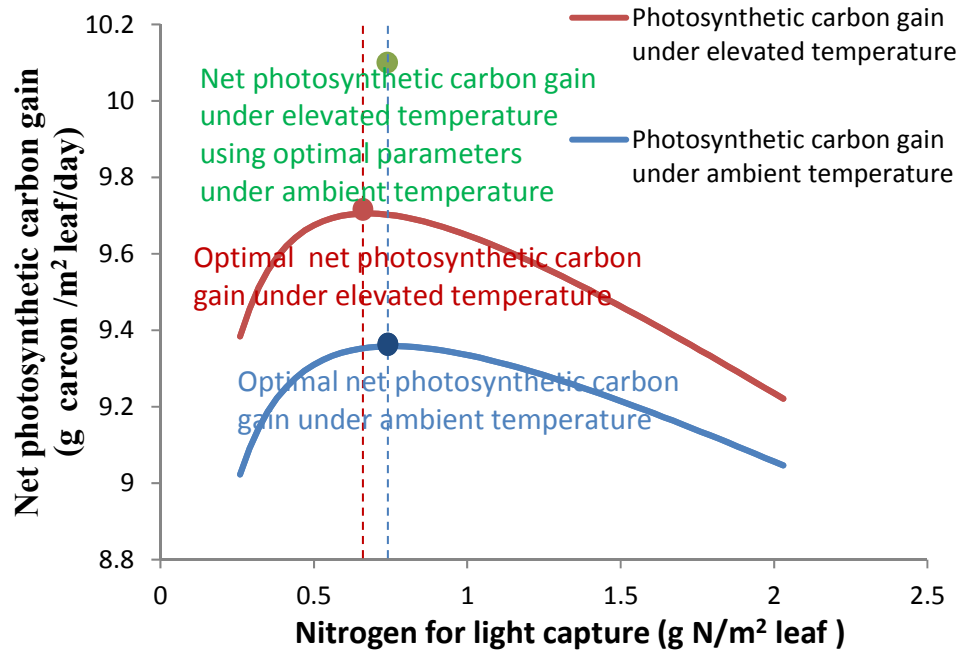 Net photosynthetic carbon gain
(g carcon /m² leaf/day)
10.2
10
9.8
9.6
9.4
9.2
9
8.8
Photosynthetic carbon gain
under elevated temperature
Photosynthetic carbon gain
under ambient temperature
Net photosynthetic carbon gain
under elevated temperature
using optimal parameters
under ambient temperature
Optimal net photosynthetic carbon
gain under elevated temperature
Optimal net photosynthetic carbon
gain under ambient temperature
0 0.5 1 1.5 2 2.5
Nitrogen for light capture (g N/m² leaf )